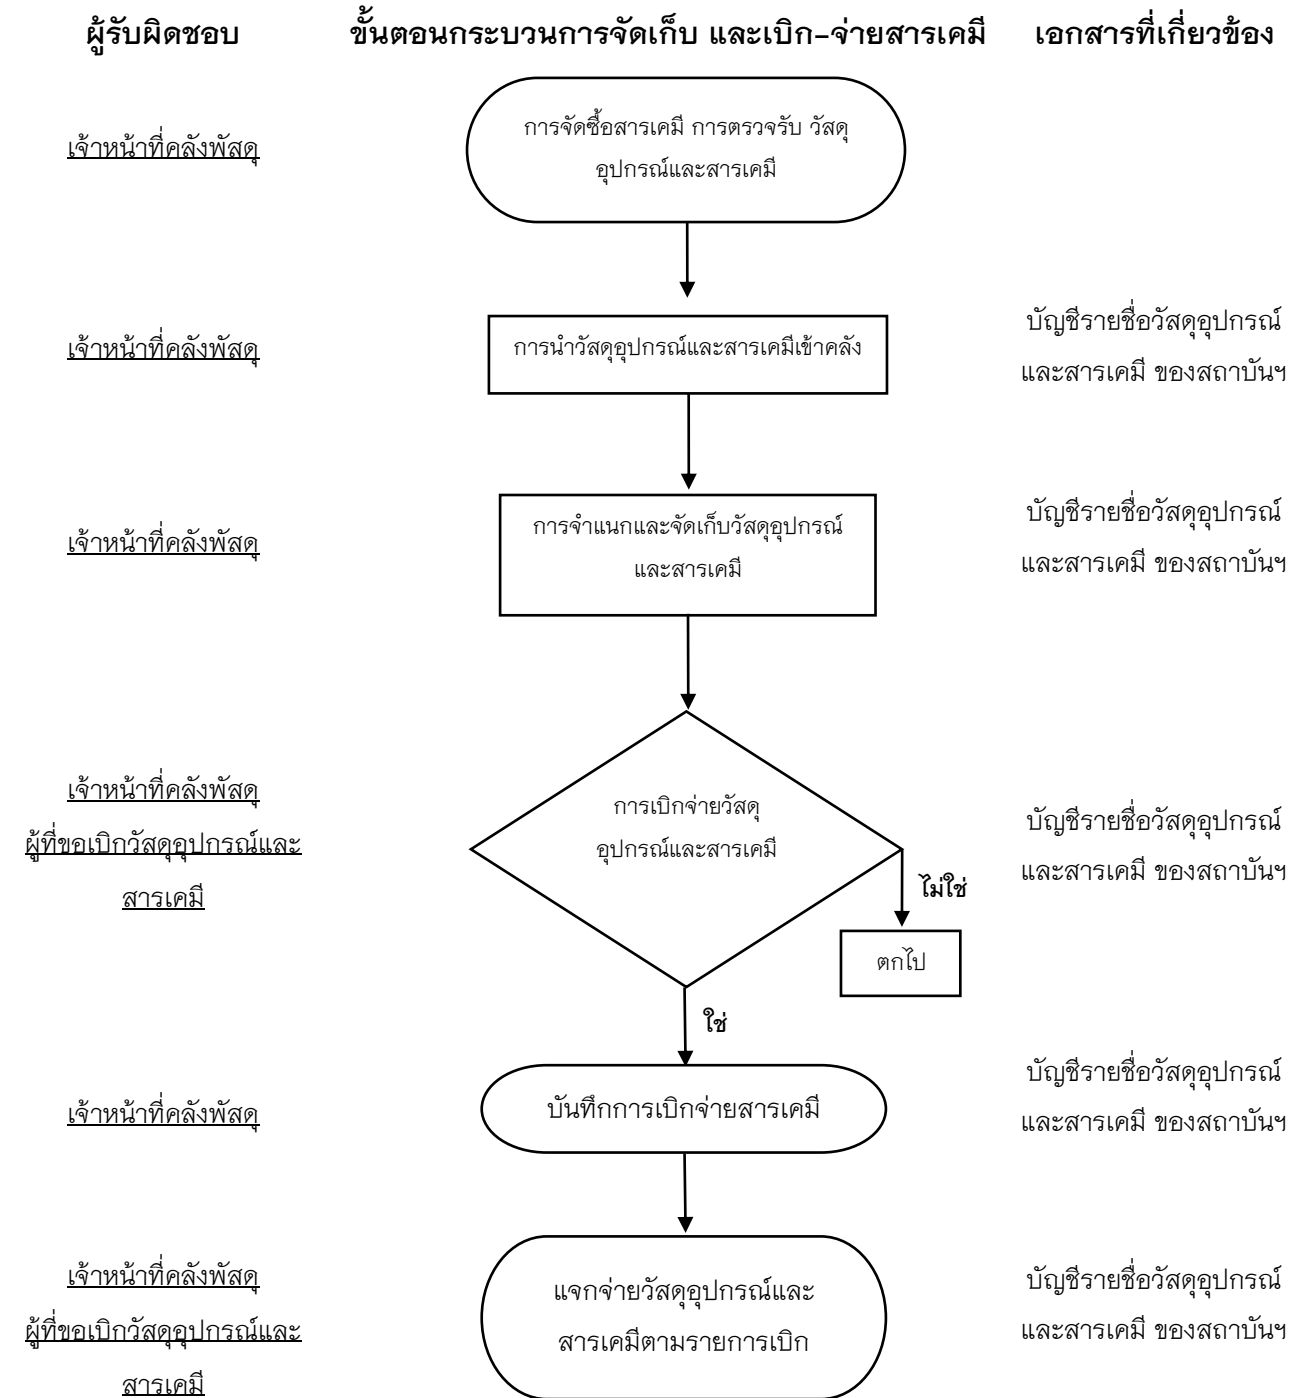 ผู้รับผิดชอบ ขั้นตอนกระบวนการจัดเก็บ และเบิก-จ่ายสารเคมี เอกสารที่เกี่ยวข้อง
เจ้าหน้าที่คลังพัสดุ
การจัดซื้อสารเคมี การตรวจรับ วัสดุ
อุปกรณ์และสารเคมี
เจ้าหน้าที่คลังพัสดุ
การนำวัสดุอุปกรณ์และสารเคมีเข้าคลัง
บัญชีรายชื่อวัสดุอุปกรณ์
และสารเคมี ของสถาบันฯ
เจ้าหน้าที่คลังพัสดุ
การจำแนกและจัดเก็บวัสดุอุปกรณ์
และสารเคมี
บัญชีรายชื่อวัสดุอุปกรณ์
และสารเคมี ของสถาบันฯ
เจ้าหน้าที่คลังพัสดุ
ผู้ที่ขอเบิกวัสดุอุปกรณ์และ
สารเคมี
การเบิกจ่ายวัสดุ
อุปกรณ์และสารเคมี
บัญชีรายชื่อวัสดุอุปกรณ์
และสารเคมี ของสถาบันฯ
ไม่ใช่
ตกไป
ใช่
เจ้าหน้าที่คลังพัสดุ
บันทึกการเบิกจ่ายสารเคมี
บัญชีรายชื่อวัสดุอุปกรณ์
และสารเคมี ของสถาบันฯ
เจ้าหน้าที่คลังพัสดุ
ผู้ที่ขอเบิกวัสดุอุปกรณ์และ
สารเคมี
แจกจ่ายวัสดุอุปกรณ์และ
สารเคมีตามรายการเบิก
บัญชีรายชื่อวัสดุอุปกรณ์
และสารเคมี ของสถาบันฯ